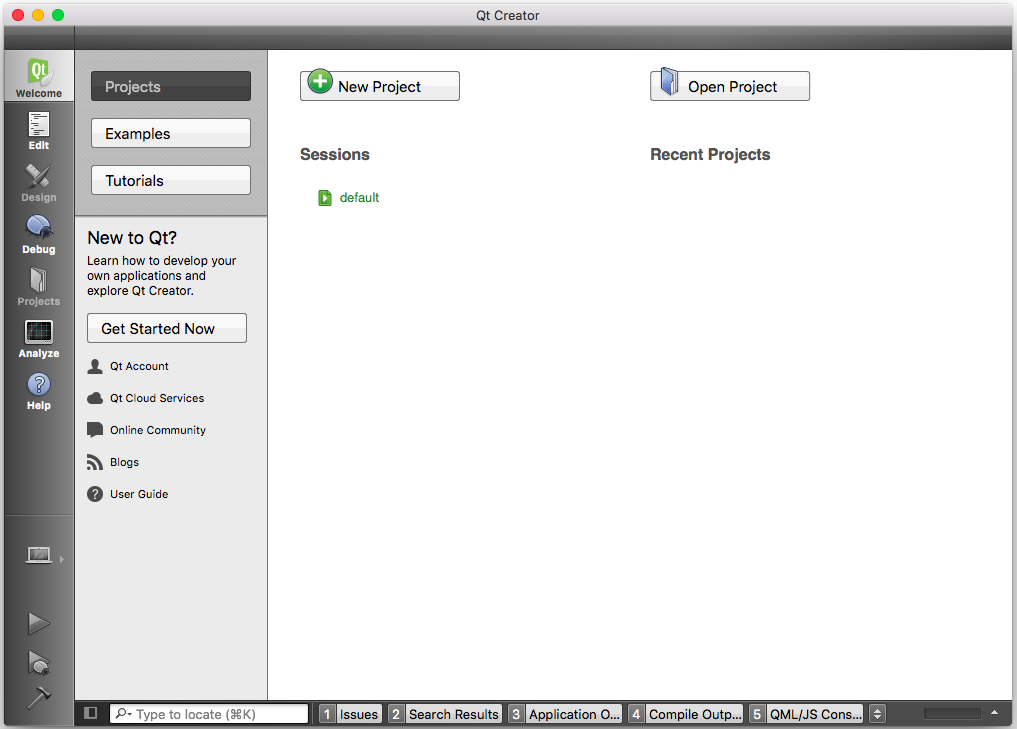 Qt Creator
Qt
Welcome
Edit
Design
Debug
Projects
Analyze
Help
Projects
Examples
Tutorials
New to Qt?
Learn how to develop your
own applications and
explore Qt Creator.
Get Started Now
Qt Account
Qt Cloud Services
Online Community
Blogs
User Guide
New Project
Open Project
Sessions
Recent Projects
default
Type to locate (⌘K)
1 Issues
2 Search Results
3 Application O...
4 Compile Outp...
5 QML/JS Cons...